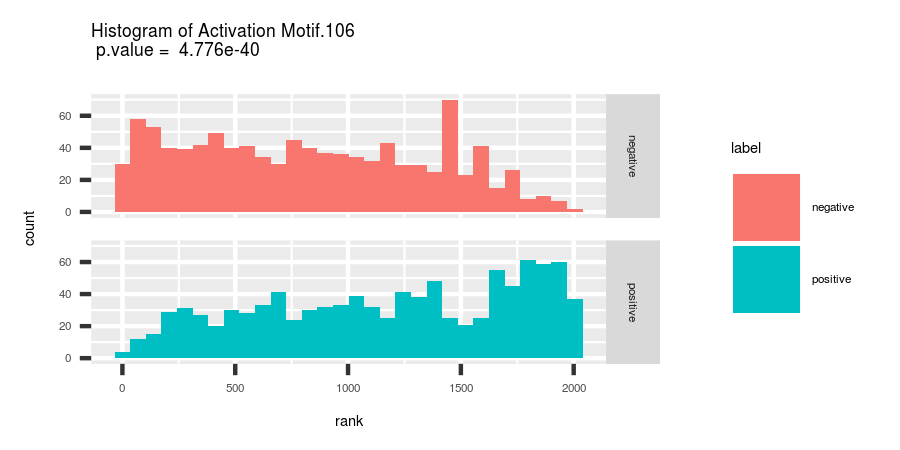 Histogram of Activation Motif.106
p.value =  4.776e-40
count
60
40
20
0
negative
60
40
20
0
positive
0
500
1000
1500
2000
rank
label
negative
positive